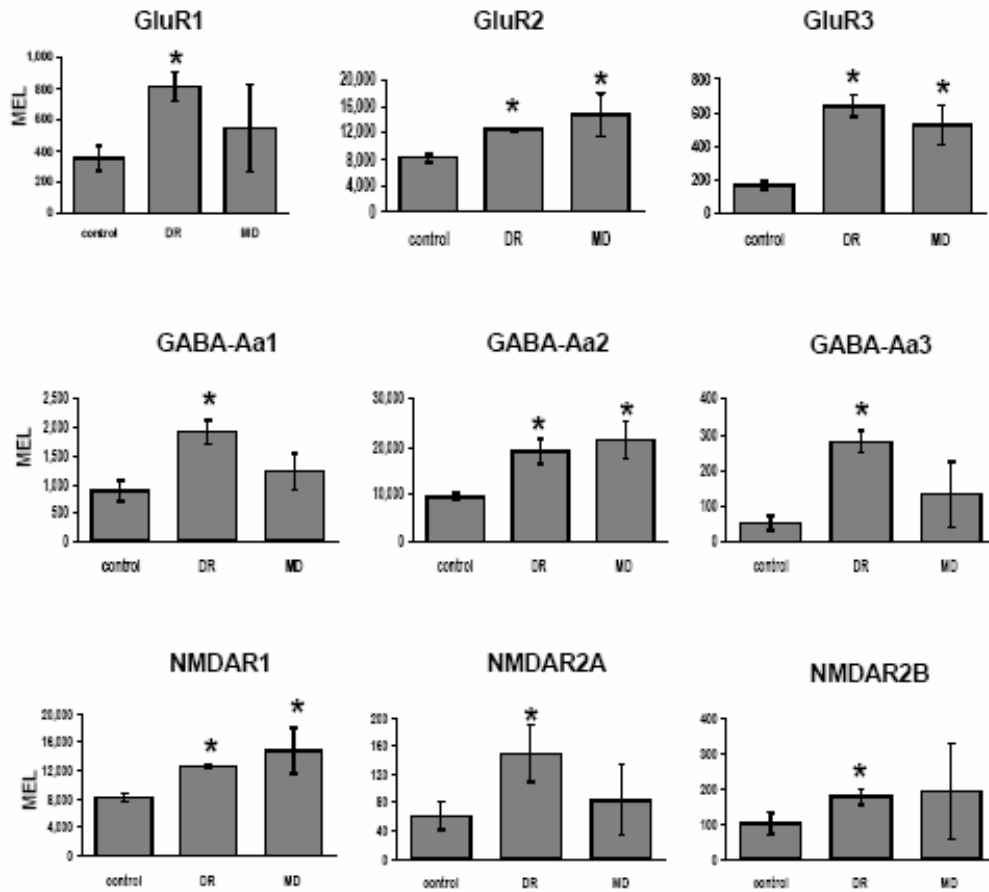 GluR1
GluR2
GluR3
MEL
1,000
800
600
400
200
0
control DR MD
* 
20,000
16,000
12,000
8,000
4,000
0
control DR MD
* *
800
600
400
200
0
control DR MD
* *
GABA-Aa1
GABA-Aa2
GABA-Aa3
MEL
2,500
2,000
1,500
1,000
500
0
control DR MD
*
30,000
20,000
10,000
0
control DR MD
* *
400
300
200
100
0
control DR MD
*
NMDAR1
NMDAR2A
NMDAR2B
MEL
20,000
16,000
12,000
8,000
4,000
0
control DR MD
* *
200
160
120
80
40
0
control DR MD
*
400
300
200
100
0
control DR MD
*